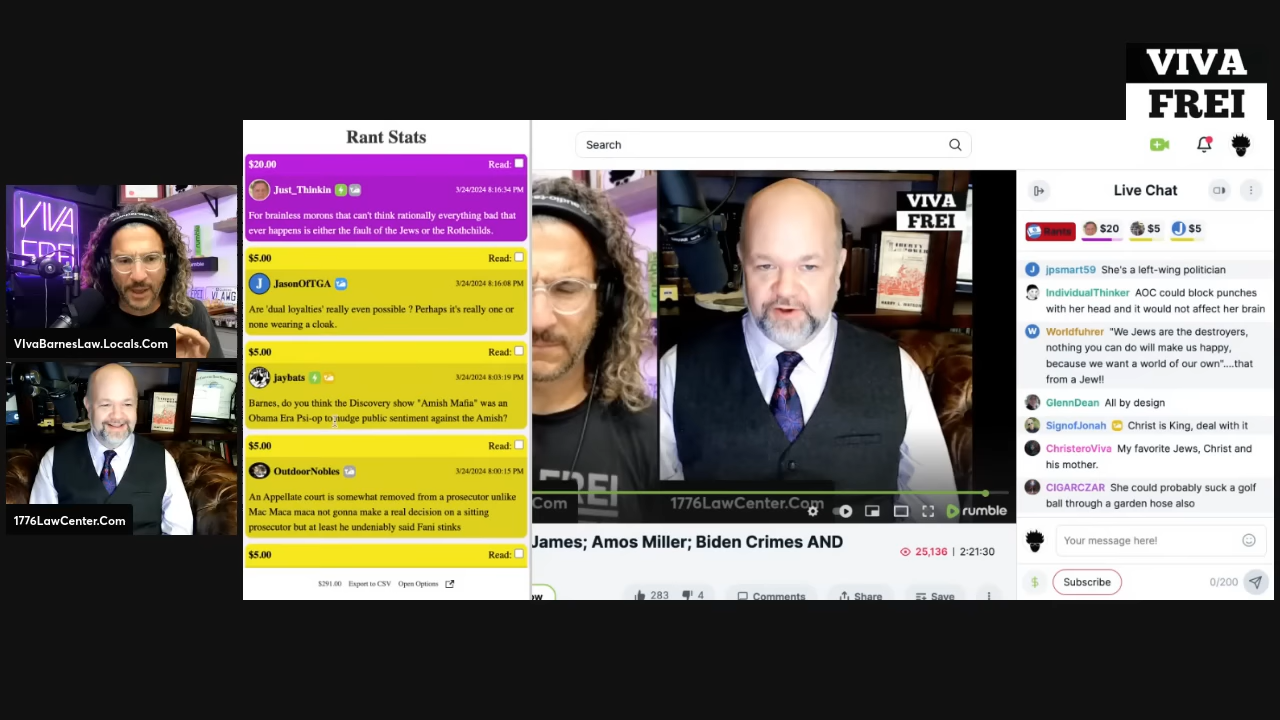 VIVA
FREI
VIVA
FREI
VIvaBarnesLaw.Locals.Com
1776LawCenter.Com
Rant Stats
$20.00 Read:
Just_Thinkin 3/24/2024 8:16:34 PM
For brainless morons that can't think rationally everything bad that
ever happens is either the fault of the Jews or the Rothchilds.
$5.00 Read:
J JasonOfTGA 3/24/2024 8:16:08 PM
Are 'dual loyalties' really even possible ? Perhaps it's really one or
none wearing a cloak.
$5.00 Read:
jaybats 3/24/2024 8:03:19 PM
Barnes, do you think the Discovery show "Amish Mafia" was an
Obama Era Psi-op to nudge public sentiment against the Amish?
$5.00 Read:
OutdoorNobles 3/24/2024 8:00:15 PM
An Appellate court is somewhat removed from a prosecutor unlike
Mac Maca maca not gonna make a real decision on a sitting
prosecutor but at least he undeniably said Fani stinks
$5.00 Read:
$291.00 Export to CSV Open Options
Search
VIVA
FREI
FREI
Com
1776LawCenter.Com
rumble
James; Amos Miller; Biden Crimes AND
25,136 | 2:21:30
ow
283 4 Comments Share Save
Live Chat
Rants $20 $5 J $5
J jpsmart59 She's a left-wing politician
IndividualThinker AOC could block punches
with her head and it would not affect her brain
W Worldfuhrer "We Jews are the destroyers,
nothing you can do will make us happy,
because we want a world of our own"....that
from a Jew!!
GlennDean All by design
SignofJonah Christ is King, deal with it
ChristeroViva My favorite Jews, Christ and
his mother.
CIGARCZAR She could probably suck a golf
ball through a garden hose also
Your message here!
$ Subscribe 0/200